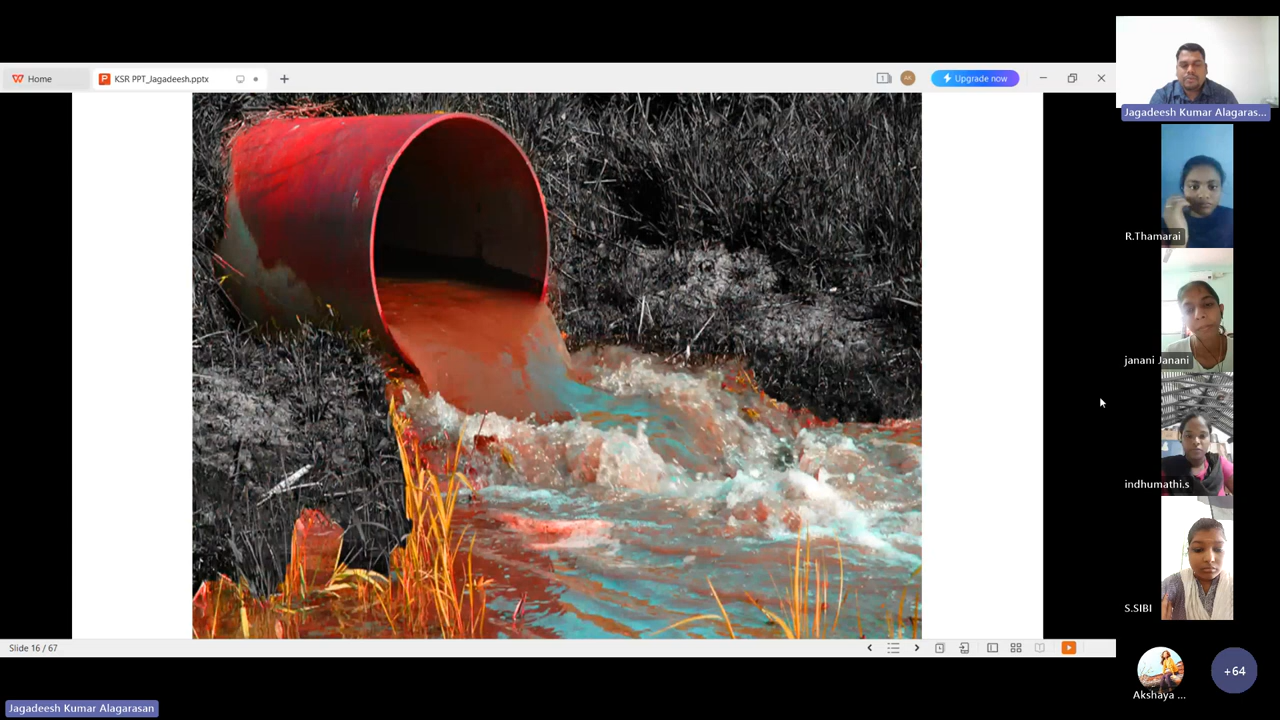 Home
KSR PPT_Jagadeesh.pptx
AK
Upgrade now
Jagadeesh Kumar Alagaras...
R.Thamarai
janani Janani
indhumathi.s
S.SIBI
Akshaya ...
+64
Slide 16 / 67
Jagadeesh Kumar Alagarasan